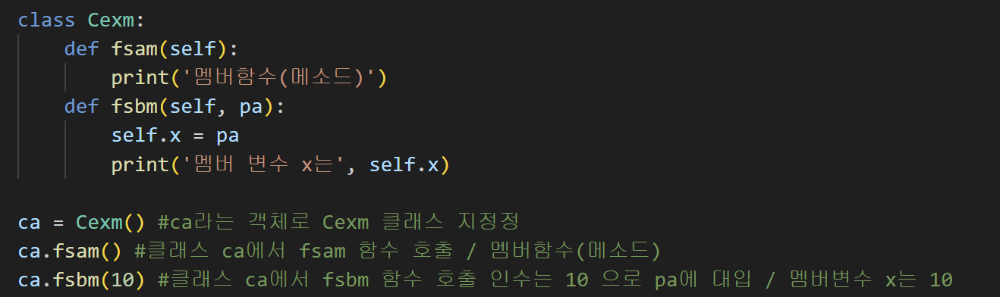 class Cexm:
    def fsam(self):
        print('멤버함수(메소드)')
    def fsbm(self, pa):
        self.x = pa
        print('멤버 변수 x는', self.x)
ca = Cexm() #ca라는 객체로 Cexm 클래스 지정정
ca.fsam() #클래스 ca에서 fsam 함수 호출 / 멤버함수(메소드)
ca.fsbm(10) #클래스 ca에서 fsbm 함수 호출 인수는 10 으로 pa에 대입 / 멤버변수 x는 10